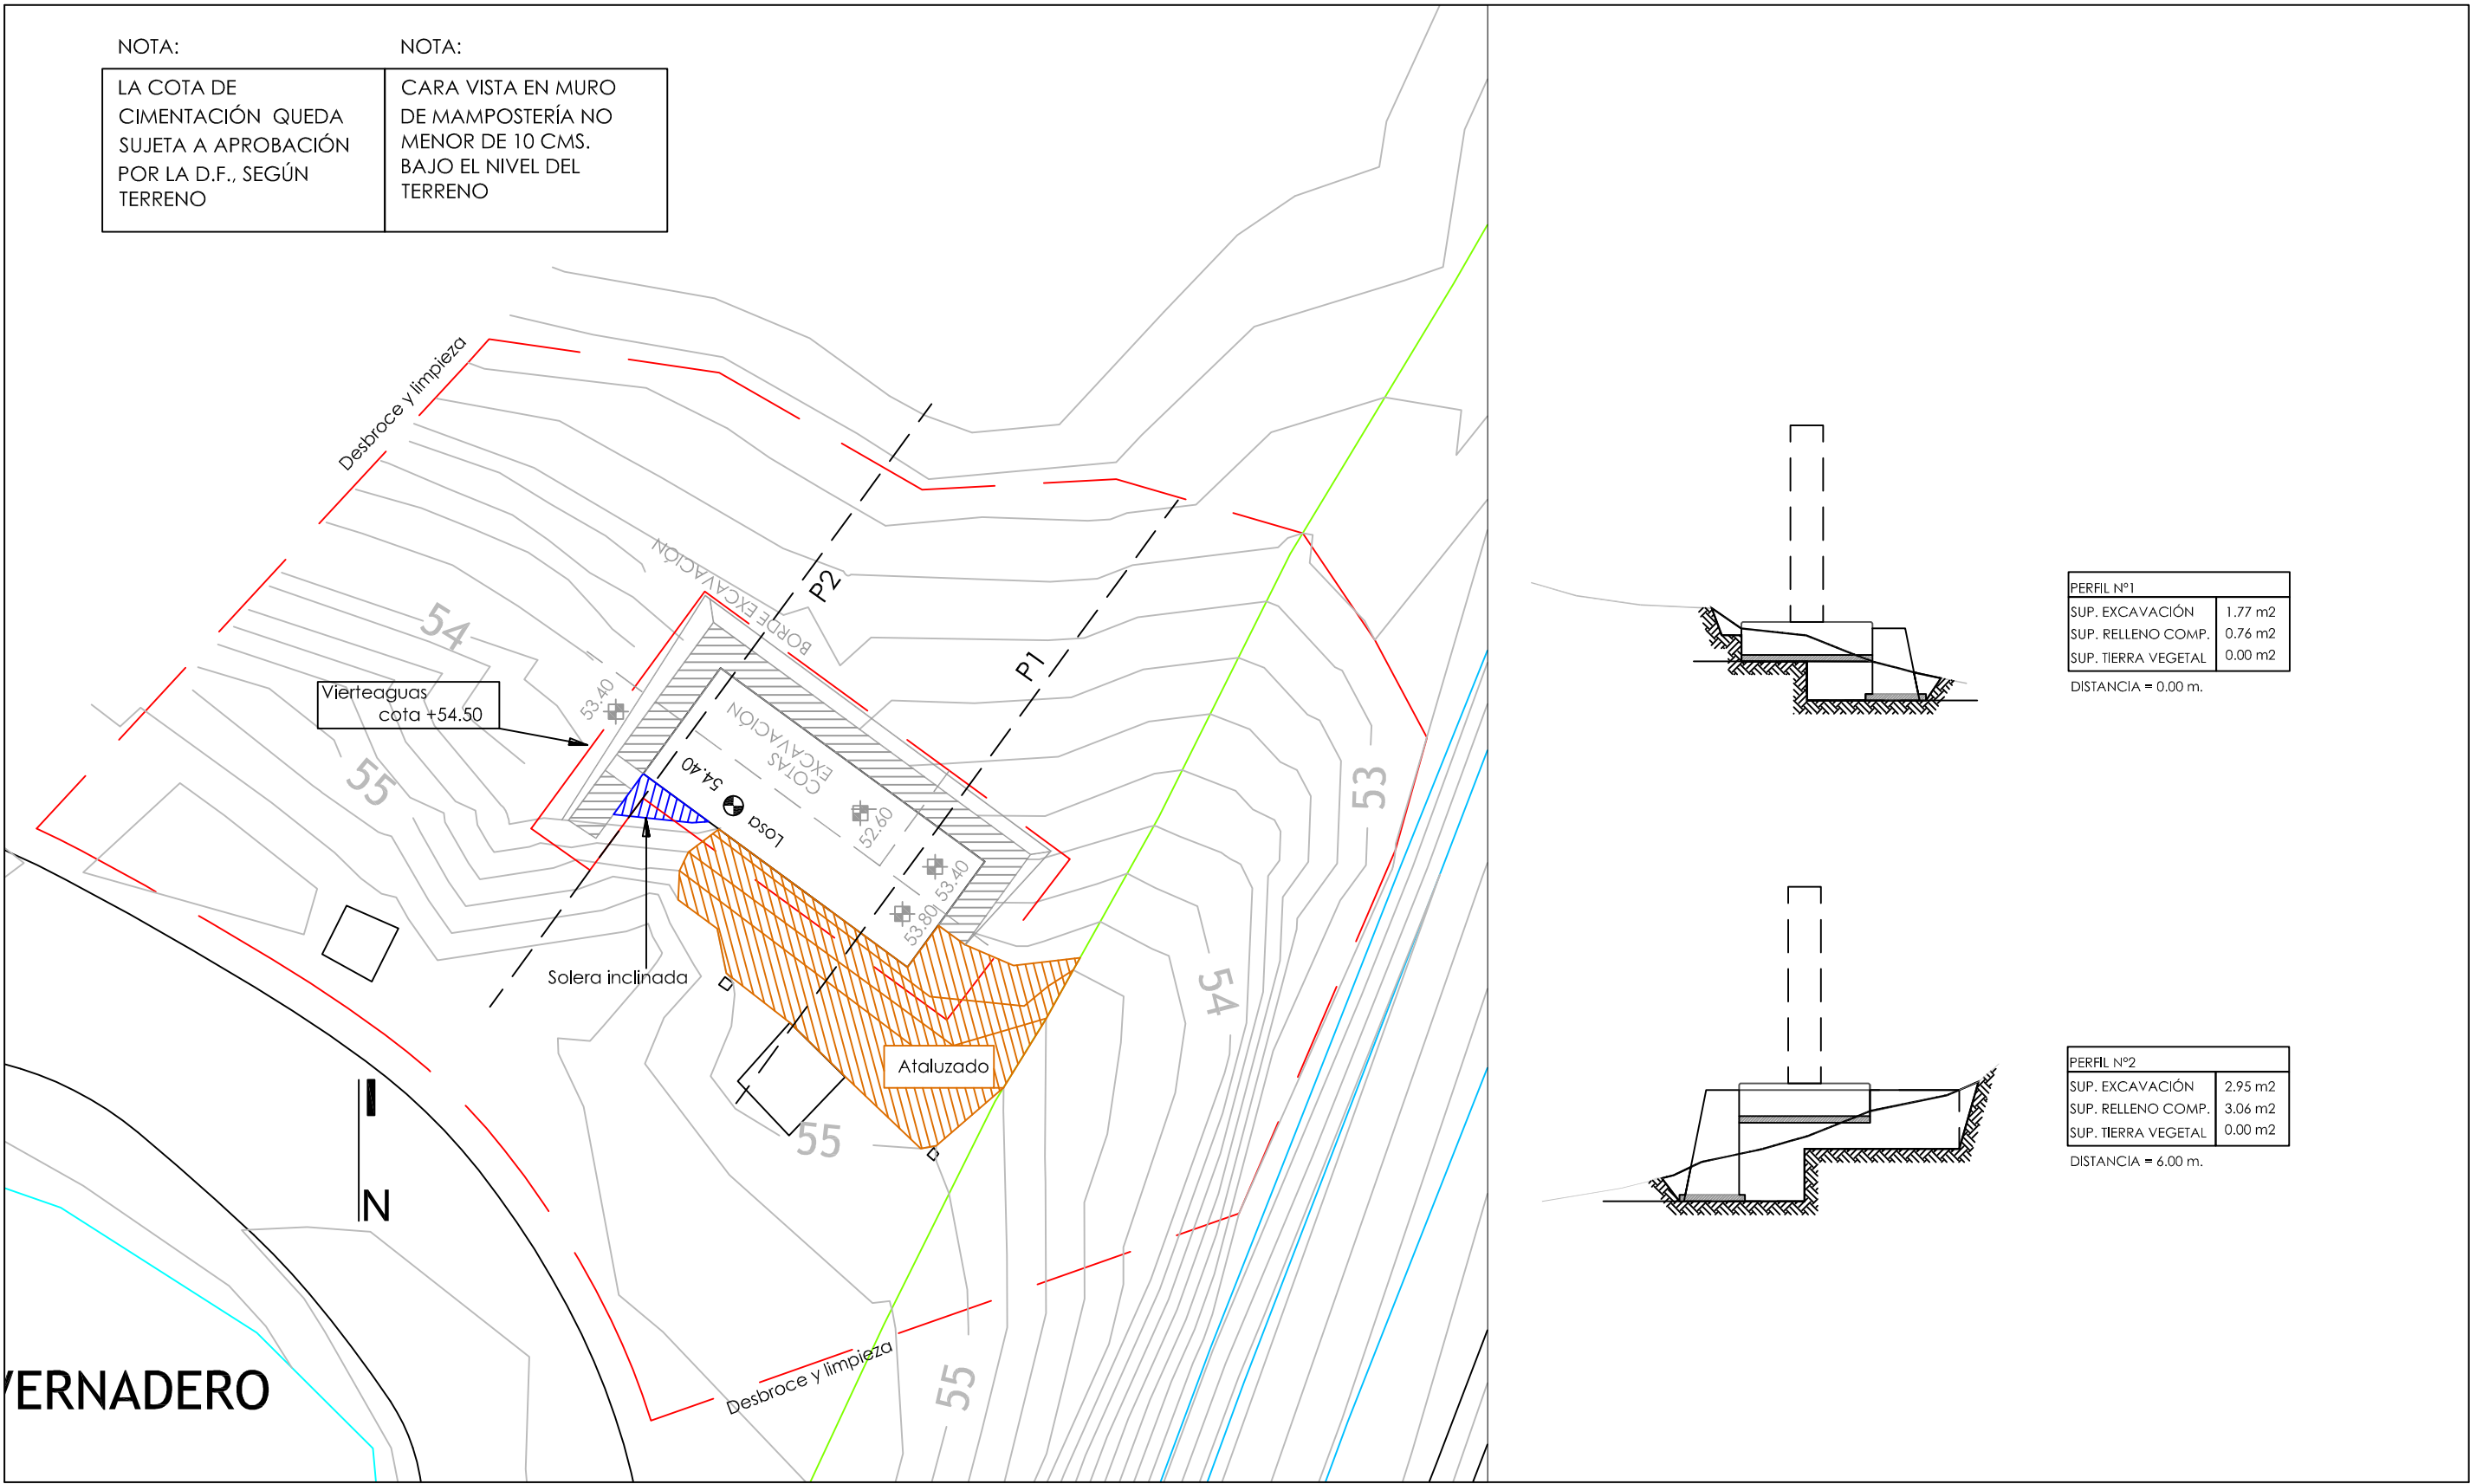 NOTA:
LA COTA DE
CIMENTACIÓN QUEDA
SUJETA A APROBACIÓN
POR LA D.F., SEGÚN
TERRENO
NOTA:
CARA VISTA EN MURO
DE MAMPOSTERÍA NO
MENOR DE 10 CMS.
BAJO EL NIVEL DEL
TERRENO
Desbroce y limpieza
BORDE EXCAVACIÓN
P2
P1
54
53.40
Vierteaguas
cota +54.50
COTAS
EXCAVACIÓN
54.40
Losa
52.60
53.40
53.80
55
53
54
Solera inclinada
Ataluzado
55
N
Desbroce y limpieza
55
VERNADERO
PERFIL Nº1
SUP. EXCAVACIÓN 1.77 m2
SUP. RELLENO COMP. 0.76 m2
SUP. TIERRA VEGETAL 0.00 m2
DISTANCIA = 0.00 m.
PERFIL Nº2
SUP. EXCAVACIÓN 2.95 m2
SUP. RELLENO COMP. 3.06 m2
SUP. TIERRA VEGETAL 0.00 m2
DISTANCIA = 6.00 m.